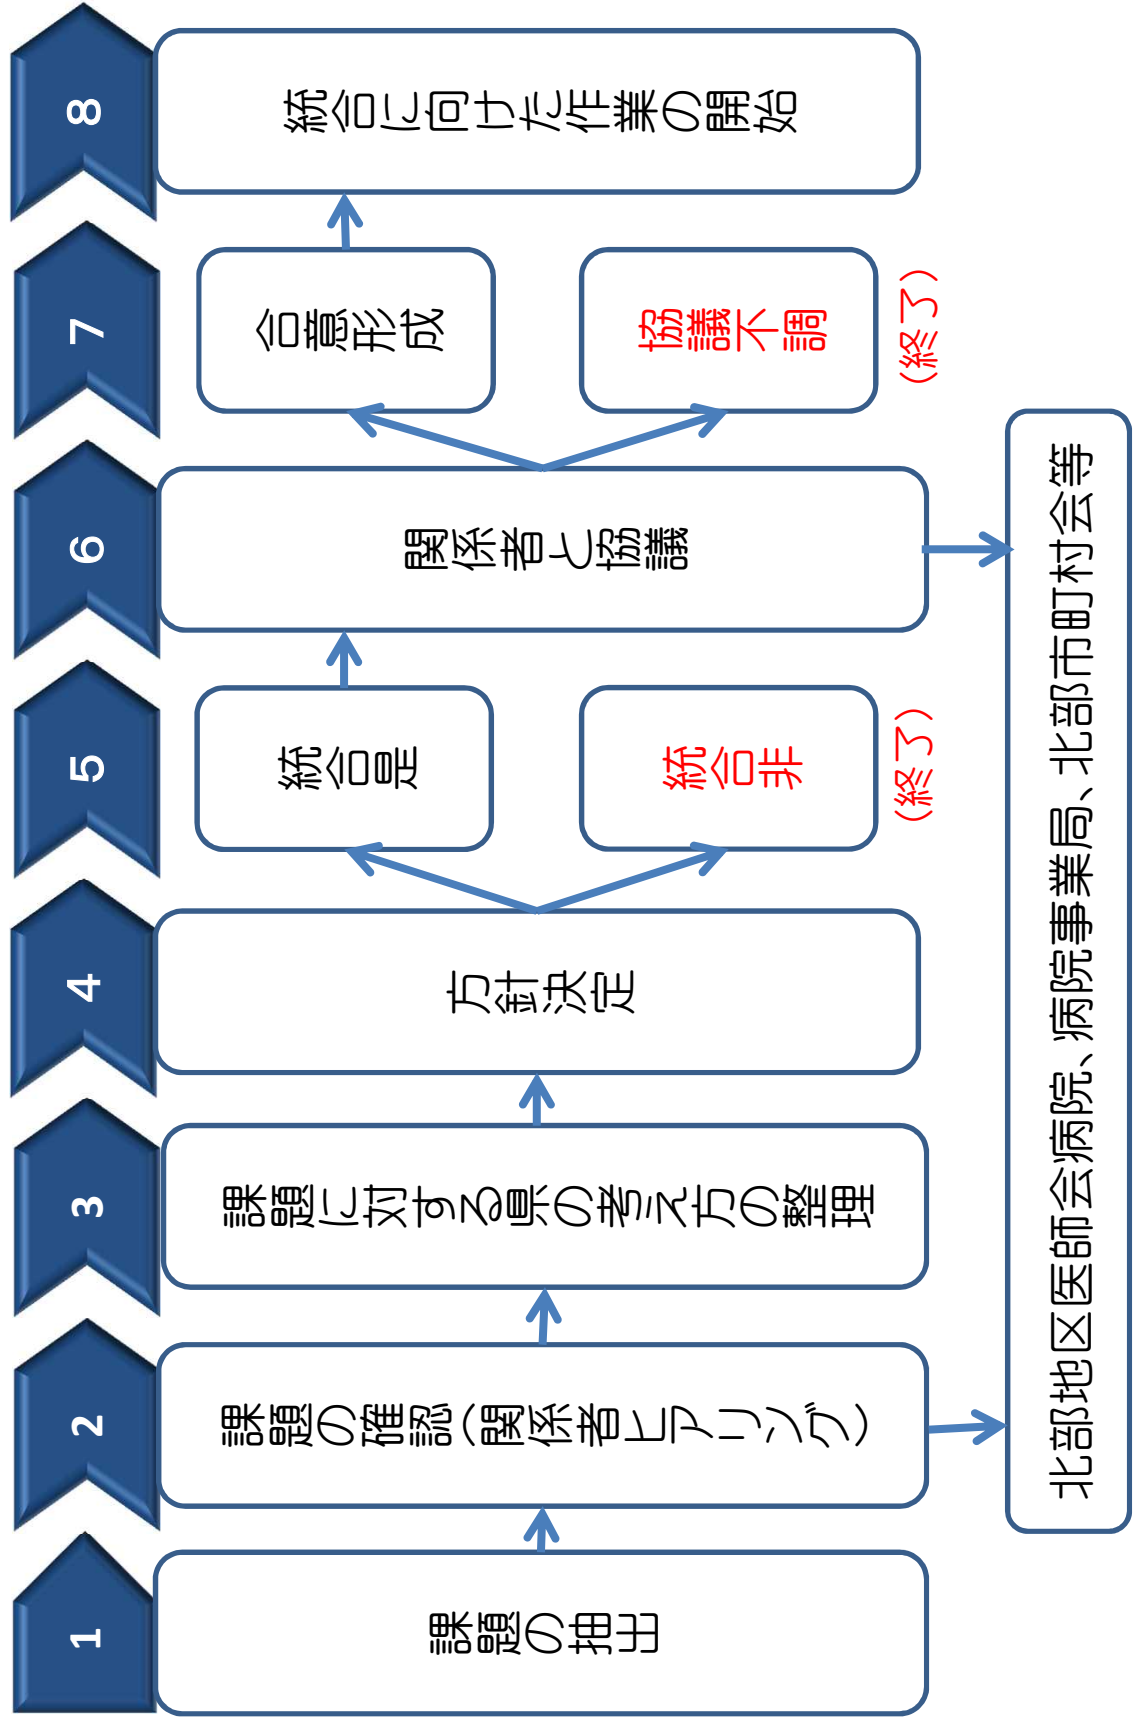 1
課題の抽出
2
課題の確認(関係者ヒアリング)
3
課題に対する県の考え方の整理
4
方針決定
5
統合是
統合非
(終了)
6
関係者と協議
7
合意形成
協議不調
(終了)
8
統合に向けた作業の開始
北部地区医師会病院、病院事業局、北部市町村会等